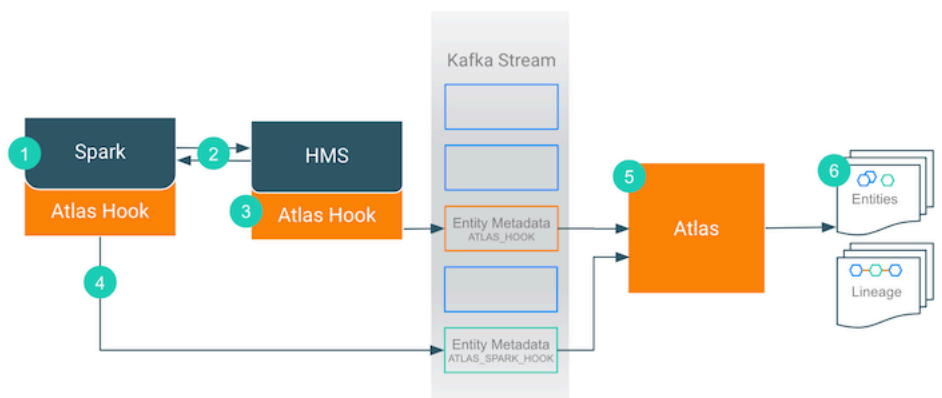 Kafka Stream
1
Spark
Atlas Hook
2
HMS
3
Atlas Hook
4
Entity Metadata
ATLAS_HOOK
Entity Metadata
ATLAS_SPARK_HOOK
5
Atlas
6
Entities
Lineage